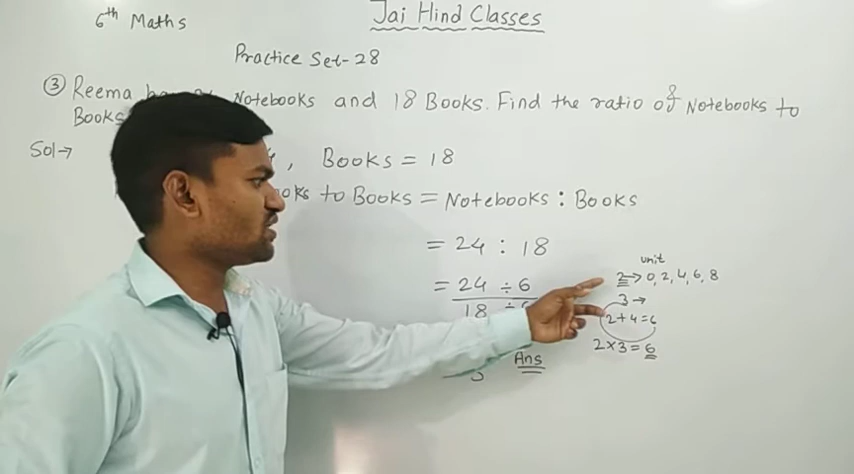 6th Maths
Jai Hind Classes
Practice Set-28
③ Reema Notebooks and 18 Books. Find the ratio of Notebooks to
Books
Sol→
, Books = 18
to Books = Notebooks : Books
= 24 : 18
= 24 ÷ 6
18 ÷
Ans
unit
2 → 0, 2, 4, 6, 8
3 →
2 + 4 = 6
2 × 3 = 6